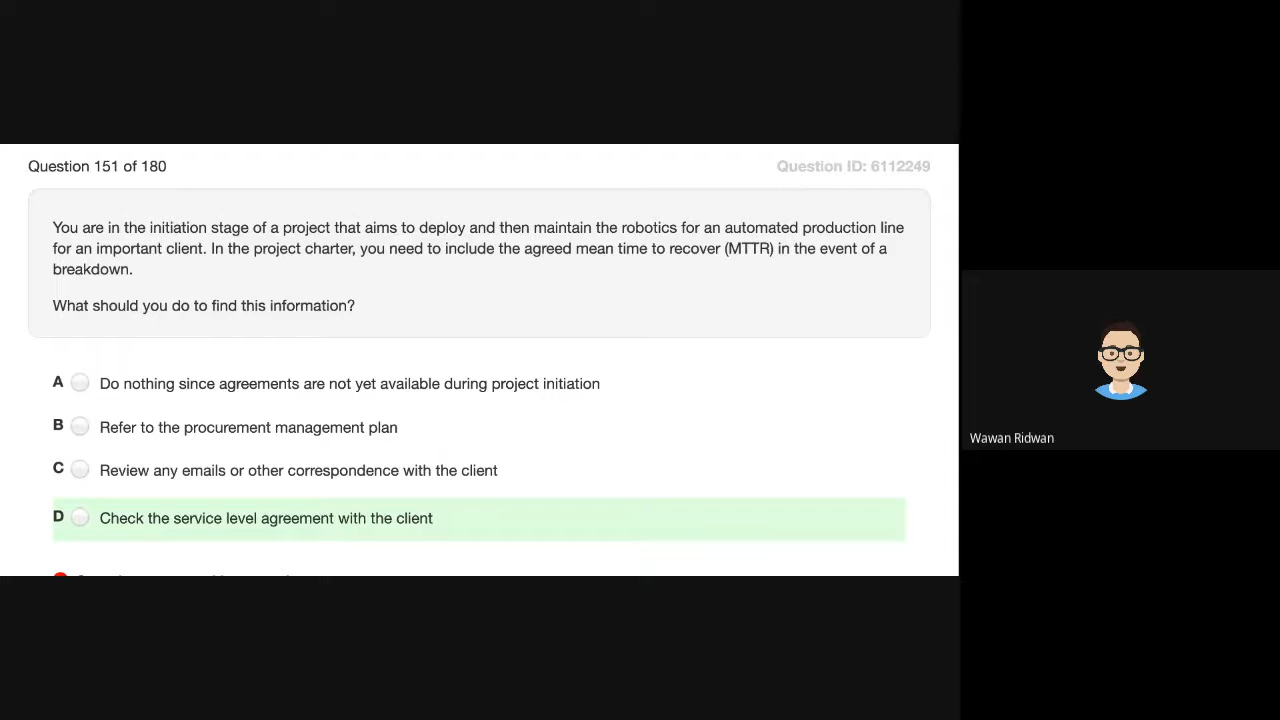 Question 151 of 180
Question ID: 6112249
You are in the initiation stage of a project that aims to deploy and then maintain the robotics for an automated production line
for an important client. In the project charter, you need to include the agreed mean time to recover (MTTR) in the event of a
breakdown.
What should you do to find this information?
A Do nothing since agreements are not yet available during project initiation
B Refer to the procurement management plan
C Review any emails or other correspondence with the client
D Check the service level agreement with the client
Wawan Ridwan